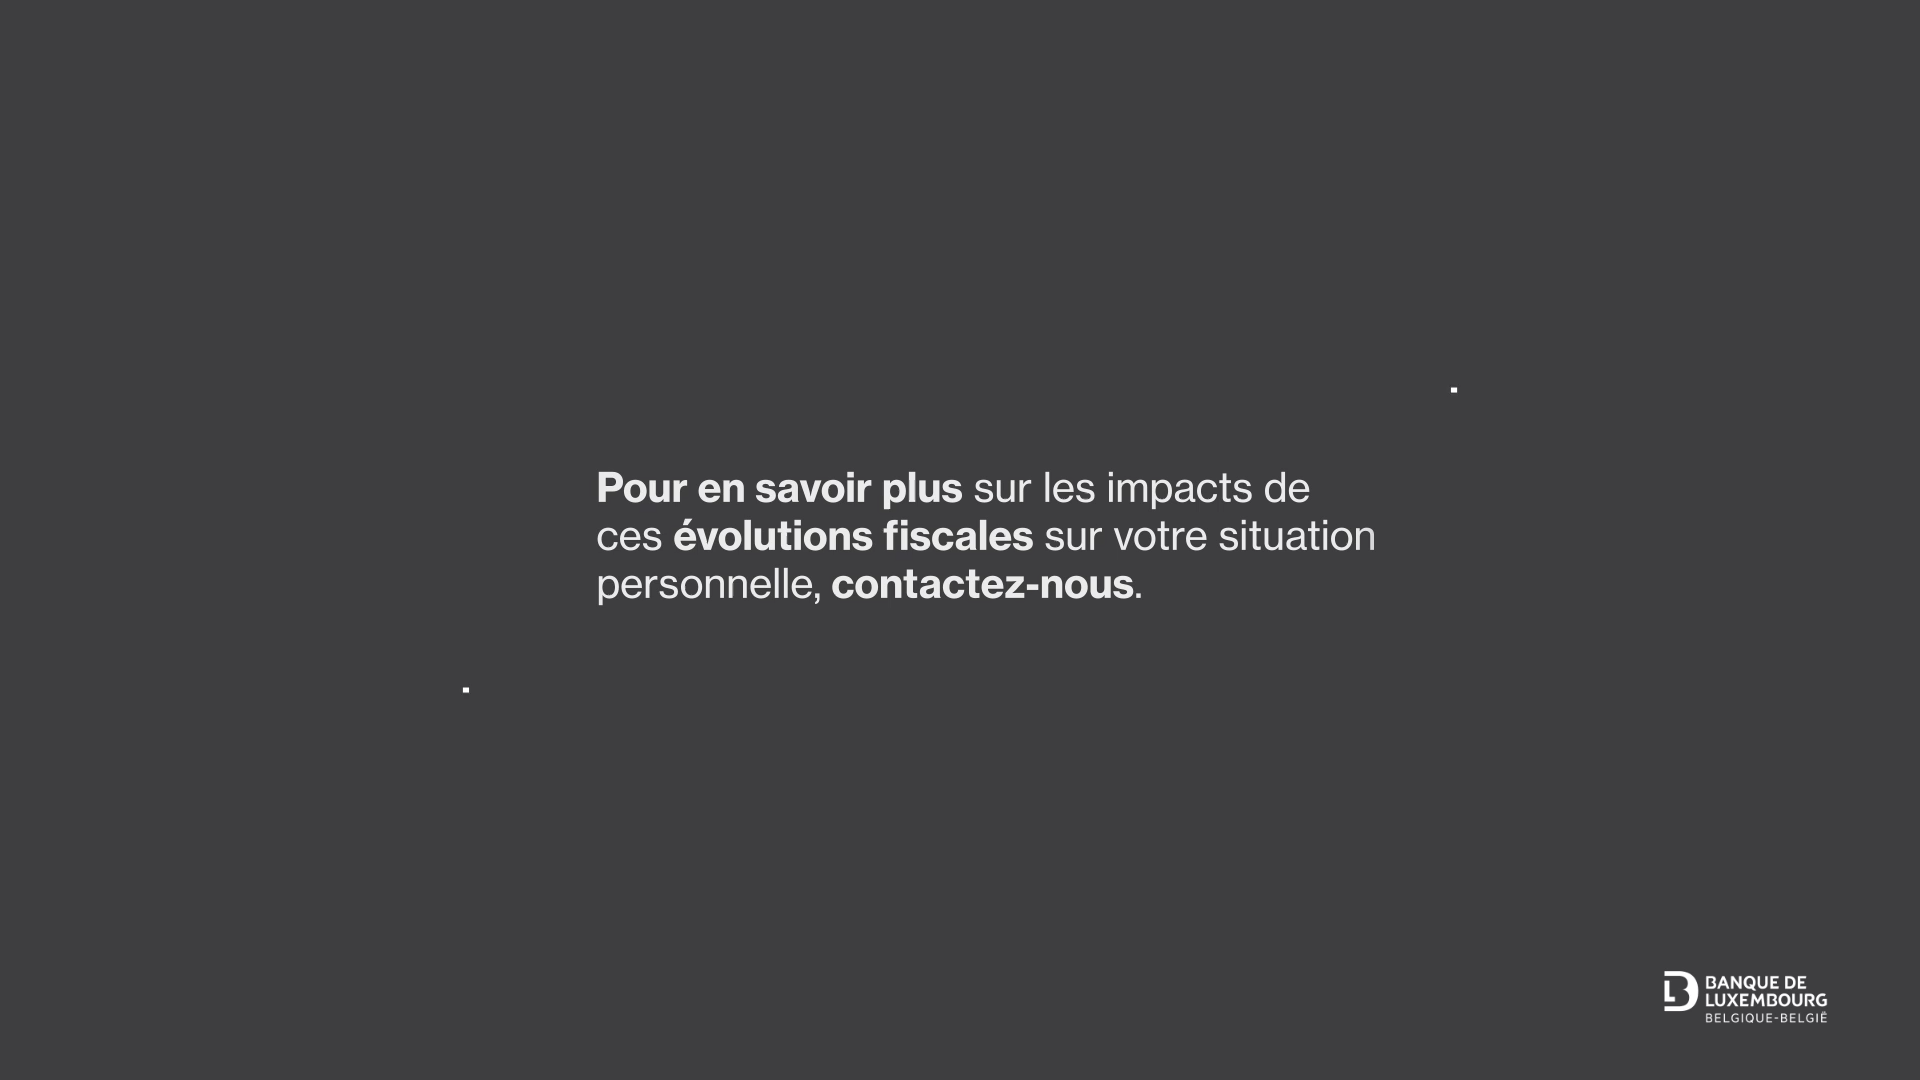 Pour en savoir plus sur les impacts de
ces évolutions fiscales sur votre situation
personnelle, contactez-nous.
BANQUE DE
LUXEMBOURG
BELGIQUE-BELGIË